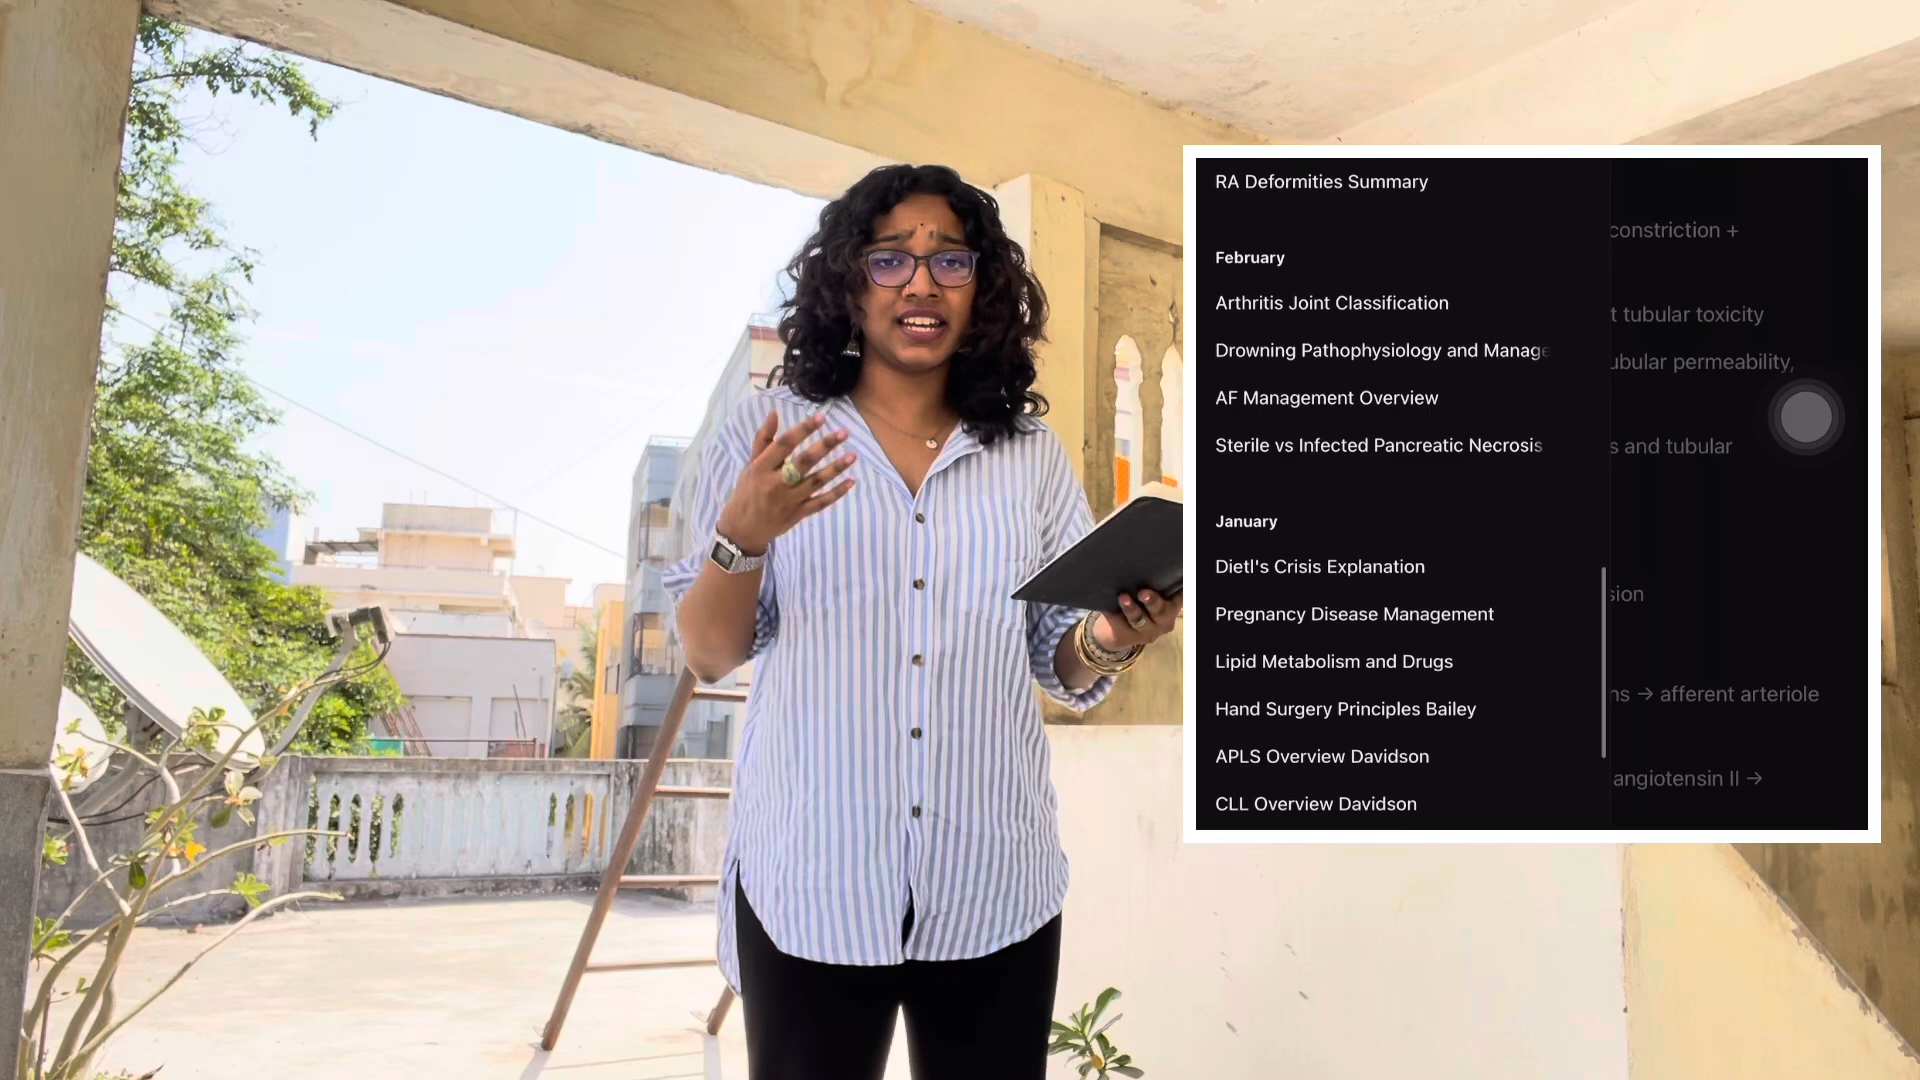 RA Deformities Summary
February
Arthritis Joint Classification
Drowning Pathophysiology and Manage
AF Management Overview
Sterile vs Infected Pancreatic Necrosis
January
Dietl's Crisis Explanation
Pregnancy Disease Management
Lipid Metabolism and Drugs
Hand Surgery Principles Bailey
APLS Overview Davidson
CLL Overview Davidson
constriction +
t tubular toxicity
ubular permeability,
s and tubular
sion
ns → afferent arteriole
angiotensin II →